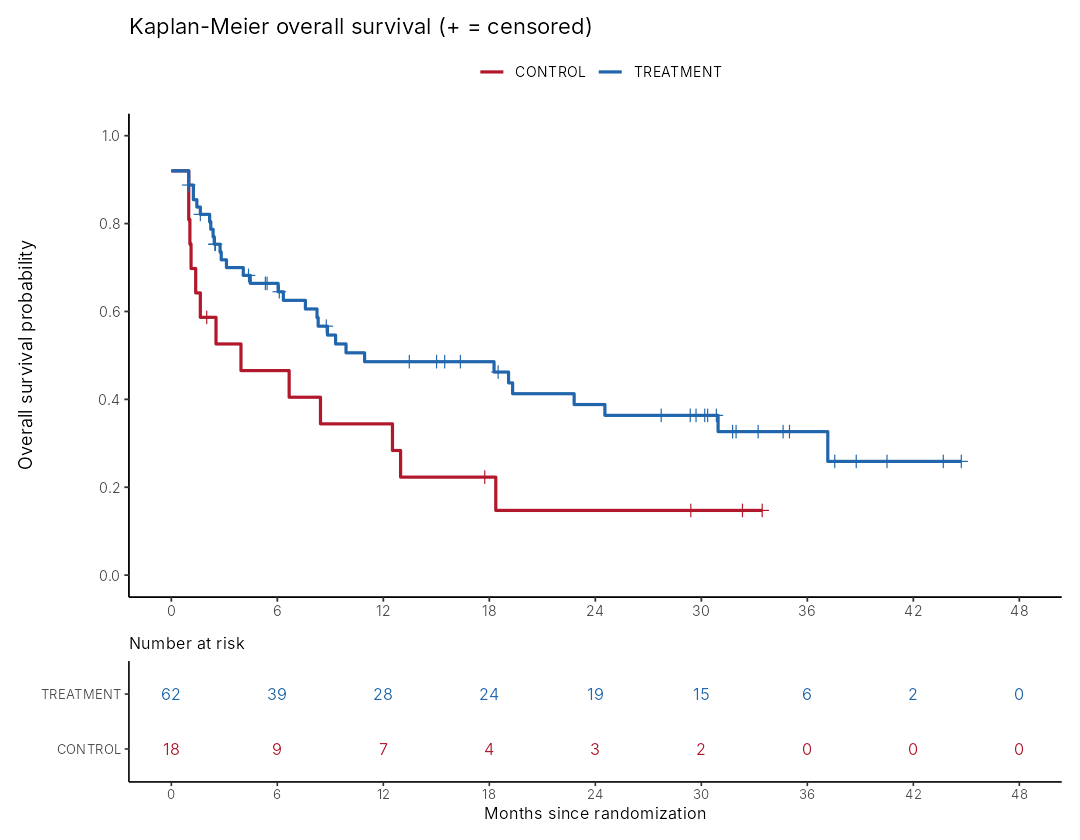 Kaplan-Meier overall survival (+ = censored)
CONTROL TREATMENT
Overall survival probability
1.0
0.8
0.6
0.4
0.2
0.0
0 6 12 18 24 30 36 42 48
Number at risk
TREATMENT 62 39 28 24 19 15 6 2 0
CONTROL 18 9 7 4 3 2 0 0 0
0 6 12 18 24 30 36 42 48
Months since randomization